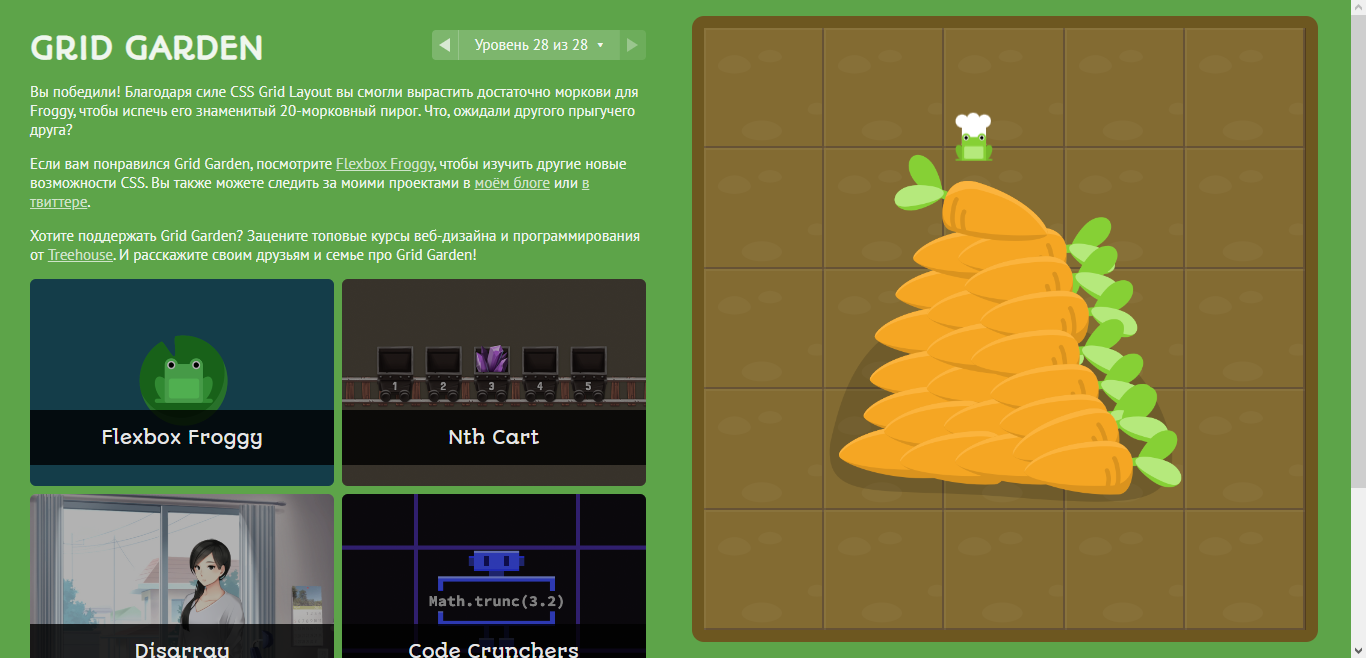 GRID GARDEN
Уровень 28 из 28
Вы победили! Благодаря силе CSS Grid Layout вы смогли вырастить достаточно моркови для
Froggy, чтобы испечь его знаменитый 20-морковный пирог. Что, ожидали другого прыгучего
друга?
Если вам понравился Grid Garden, посмотрите Flexbox Froggy, чтобы изучить другие новые
возможности CSS. Вы также можете следить за моими проектами в моём блоге или в
твиттере.
Хотите поддержать Grid Garden? Зацените топовые курсы веб-дизайна и программирования
от Treehouse. И расскажите своим друзьям и семье про Grid Garden!
1 2 3 4 5
Flexbox Froggy
Nth Cart
Math.trunc(3.2)
Disarray
Code Crunchers